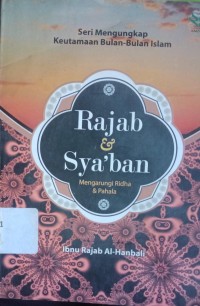 Seri Mengungkap
Keutamaan Bulan-Bulan Islam
Rajab
&
Sya'ban
Mengarungi Ridha
& Pahala
Ibnu Rajab Al-Hanbali